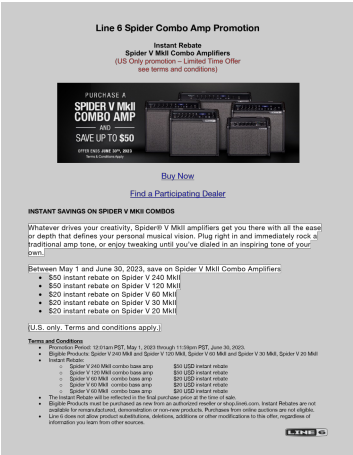 Line 6 Spider Combo Amp Promotion
Instant Rebate
Spider V MkII Combo Amplifiers
(US Only promotion – Limited Time Offer
see terms and conditions)
PURCHASE A
SPIDER V MkII
COMBO AMP
AND
SAVE UP TO $50
OFFER ENDS JUNE 30TH, 2023
Terms & Conditions Apply
Buy Now
Find a Participating Dealer
INSTANT SAVINGS ON SPIDER V MKII COMBOS
Whatever drives your creativity, Spider® V MkII amplifiers get you there with all the ease
or depth that defines your personal musical vision. Plug right in and immediately rock a
traditional amp tone, or enjoy tweaking until you've dialed in an inspiring tone of your
own.
Between May 1 and June 30, 2023, save on Spider V MkII Combo Amplifiers
• $50 instant rebate on Spider V 240 MkII
• $50 instant rebate on Spider V 120 MkII
• $20 instant rebate on Spider V 60 MkII
• $20 instant rebate on Spider V 30 MkII
• $20 instant rebate on Spider V 20 MkII
(U.S. only. Terms and conditions apply.)
Terms and Conditions
• Promotion Period: 12:01am PST, May 1, 2023 through 11:59pm PST, June 30, 2023.
• Eligible Products: Spider V 240 MkII and Spider V 120 MkII, Spider V 60 MkII and Spider V 30 MkII, Spider V 20 MkII
• Instant Rebate:
o Spider V 240 MkII combo base amp $50 USD instant rebate
o Spider V 120 MkII combo base amp $50 USD instant rebate
o Spider V 60 MkII combo base amp $20 USD instant rebate
o Spider V 60 MkII combo base amp $20 USD instant rebate
o Spider V 60 MkII combo base amp $20 USD instant rebate
• The Instant Rebate will be reflected in the final purchase price at the time of sale.
• Eligible Products must be purchased as new from an authorized reseller or shop.line6.com. Instant Rebates are not
available for remanufactured, demonstration or non-new products. Purchases from online auctions are not eligible.
• Line 6 does not allow product substitutions, deletions, additions or other modifications to this offer, regardless of
information you learn from other sources.
LINE 6